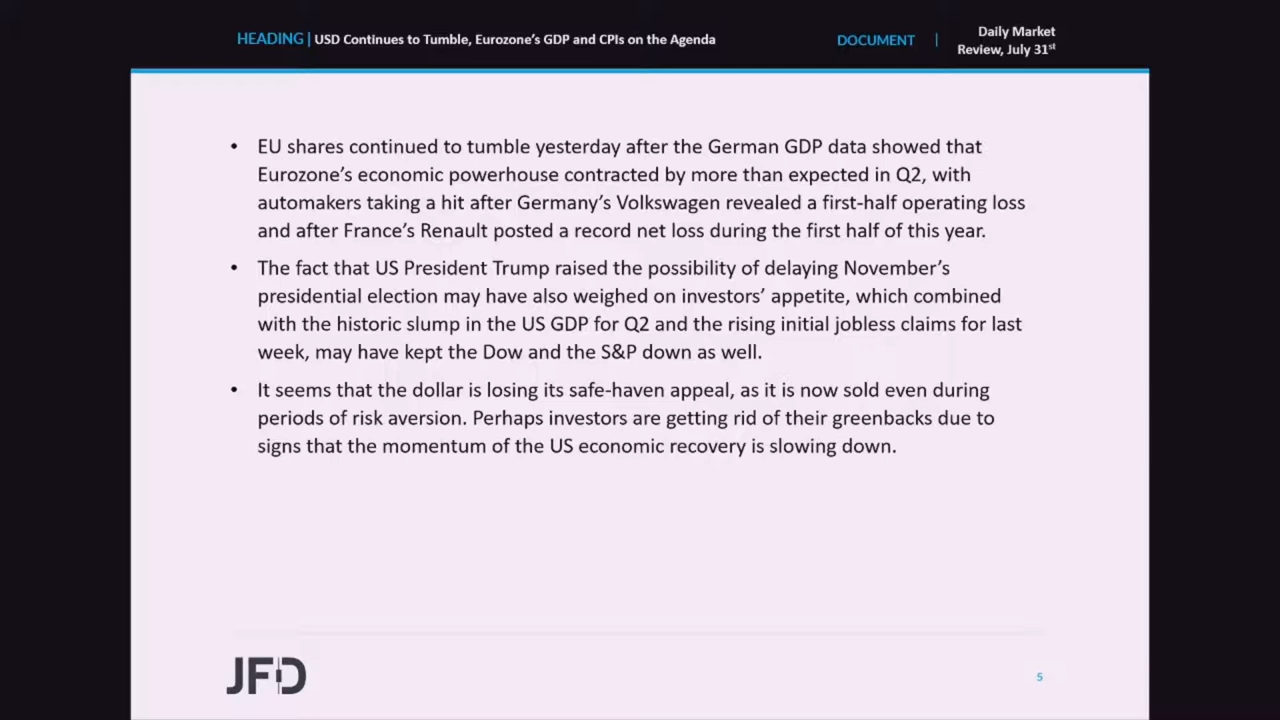 HEADING | USD Continues to Tumble, Eurozone’s GDP and CPIs on the Agenda
DOCUMENT | Daily Market
Review, July 31st
• EU shares continued to tumble yesterday after the German GDP data showed that
Eurozone’s economic powerhouse contracted by more than expected in Q2, with
automakers taking a hit after Germany’s Volkswagen revealed a first-half operating loss
and after France’s Renault posted a record net loss during the first half of this year.
• The fact that US President Trump raised the possibility of delaying November’s
presidential election may have also weighed on investors’ appetite, which combined
with the historic slump in the US GDP for Q2 and the rising initial jobless claims for last
week, may have kept the Dow and the S&P down as well.
• It seems that the dollar is losing its safe-haven appeal, as it is now sold even during
periods of risk aversion. Perhaps investors are getting rid of their greenbacks due to
signs that the momentum of the US economic recovery is slowing down.
JFD
5